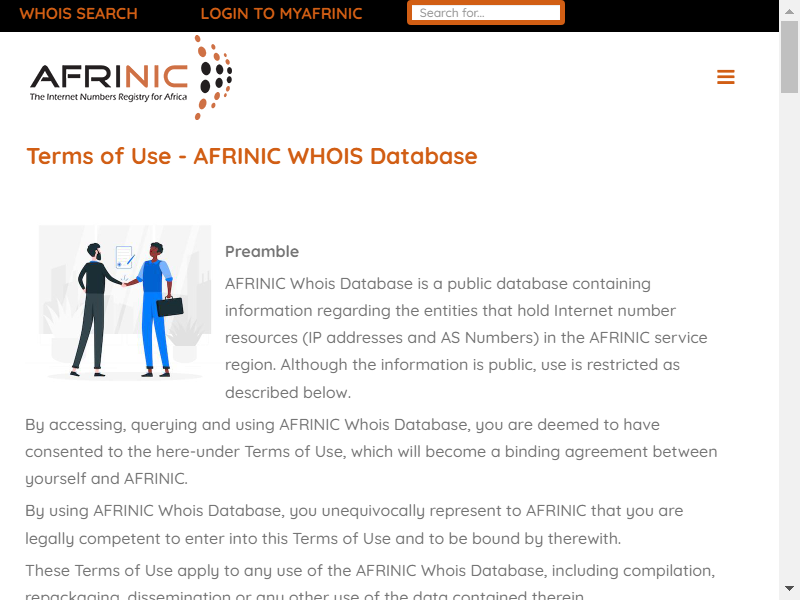 WHOIS SEARCH LOGIN TO MYAFRINIC Search for...
AFRINIC
The Internet Numbers Registry for Africa
Terms of Use - AFRINIC WHOIS Database
Preamble
AFRINIC Whois Database is a public database containing
information regarding the entities that hold Internet number
resources (IP addresses and AS Numbers) in the AFRINIC service
region. Although the information is public, use is restricted as
described below.
By accessing, querying and using AFRINIC Whois Database, you are deemed to have
consented to the here-under Terms of Use, which will become a binding agreement between
yourself and AFRINIC.
By using AFRINIC Whois Database, you unequivocally represent to AFRINIC that you are
legally competent to enter into this Terms of Use and to be bound by therewith.
These Terms of Use apply to any use of the AFRINIC Whois Database, including compilation,
repackaging, dissemination or any other use of the data contained therein.